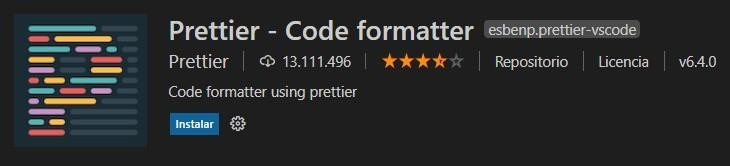 Prettier - Code formatter esbenp.prettier-vscode
Prettier 13.111.496 Repositorio Licencia v6.4.0
Code formatter using prettier
Instalar